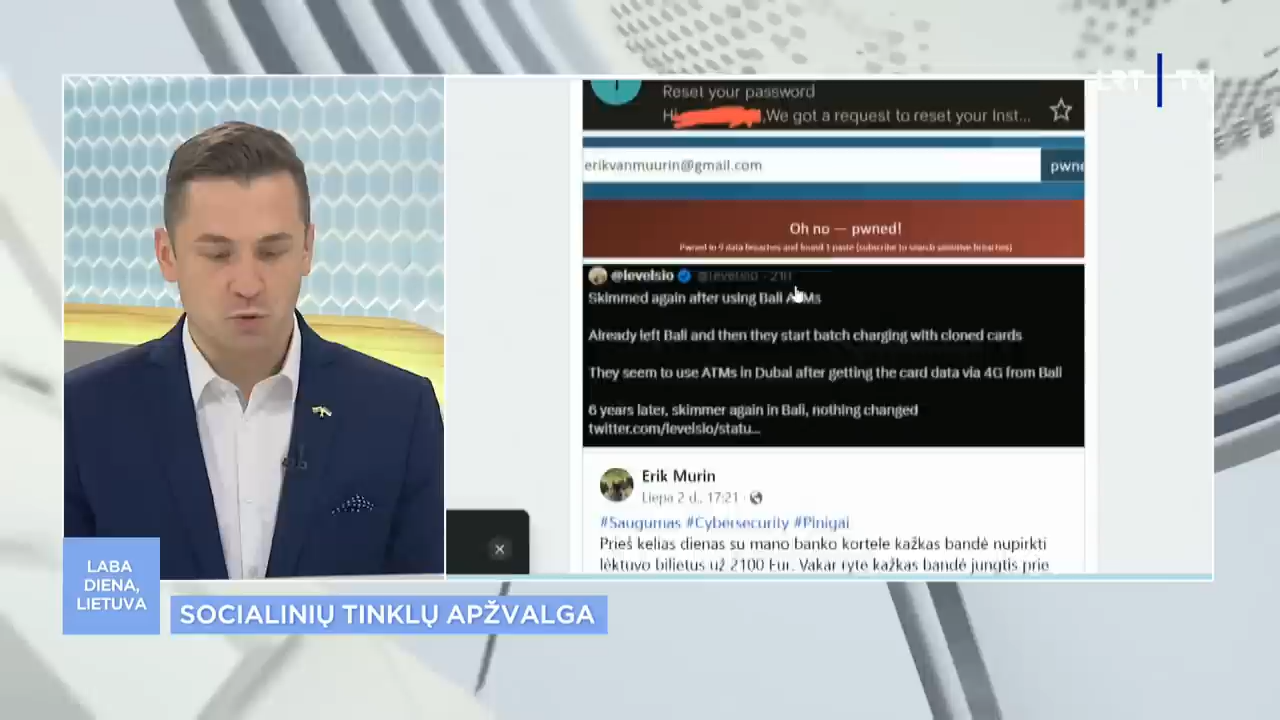 LRT TV
Reset your password
Hi ,We got a request to reset your Inst...
erikvanmuurin@gmail.com
pwne
Oh no — pwned!
Pwned in 9 data breaches and found 1 paste (subscribe to search sensitive breaches)
@levelsio @levelsio · 21h
Skimmed again after using Bali ATMs
Already left Bali and then they start batch charging with cloned cards
They seem to use ATMs in Dubai after getting the card data via 4G from Bali
6 years later, skimmer again in Bali, nothing changed
twitter.com/levelsio/statu...
Erik Murin
Liepa 2 d., 17:21
#Saugumas #Cybersecurity #Pinigai
Prieš kelias dienas su mano banko kortele kažkas bandė nupirkti
lėktuvo bilietus už 2100 Eur. Vakar ryte kažkas bandė jungtis prie
LABA
DIENA,
LIETUVA
SOCIALINIŲ TINKLŲ APŽVALGA